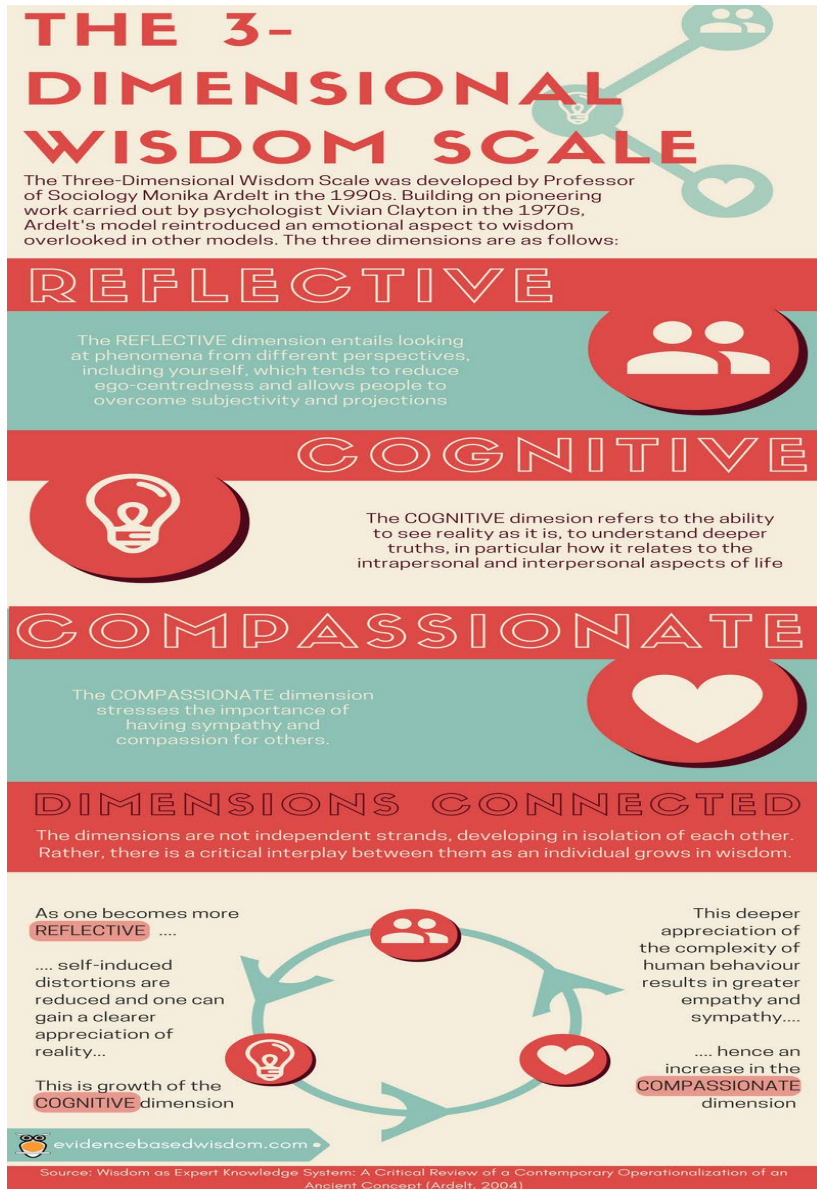 THE 3-
DIMENSIONAL
WISDOM SCALE
The Three-Dimensional Wisdom Scale was developed by Professor
of Sociology Monika Ardelt in the 1990s. Building on pioneering
work carried out by psychologist Vivian Clayton in the 1970s,
Ardelt's model reintroduced an emotional aspect to wisdom
overlooked in other models. The three dimensions are as follows:
REFLECTIVE
The REFLECTIVE dimension entails looking
at phenomena from different perspectives,
including yourself, which tends to reduce
ego-centredness and allows people to
overcome subjectivity and projections
COGNITIVE
The COGNITIVE dimesion refers to the ability
to see reality as it is, to understand deeper
truths, in particular how it relates to the
intrapersonal and interpersonal aspects of life
COMPASSIONATE
The COMPASSIONATE dimension
stresses the importance of
having sympathy and
compassion for others.
DIMENSIONS CONNECTED
The dimensions are not independent strands, developing in isolation of each other.
Rather, there is a critical interplay between them as an individual grows in wisdom.
As one becomes more
REFLECTIVE ....
.... self-induced
distortions are
reduced and one can
gain a clearer
appreciation of
reality...
This is growth of the
COGNITIVE dimension
This deeper
appreciation of
the complexity of
human behaviour
results in greater
empathy and
sympathy....
.... hence an
increase in the
COMPASSIONATE
dimension
evidencebasedwisdom.com
Source: Wisdom as Expert Knowledge System: A Critical Review of a Contemporary Operationalization of an
Ancient Concept (Ardelt, 2004)